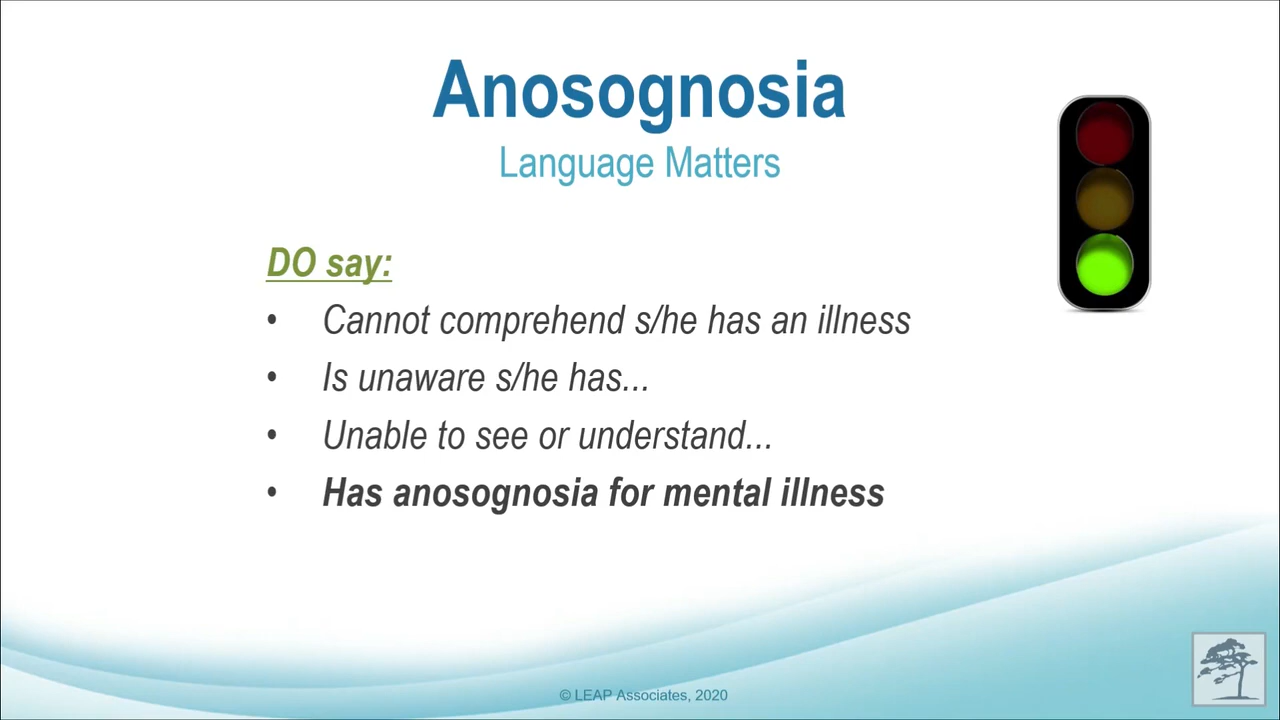 Anosognosia
Language Matters
DO say:
• Cannot comprehend s/he has an illness
• Is unaware s/he has...
• Unable to see or understand...
• Has anosognosia for mental illness
© LEAP Associates, 2020